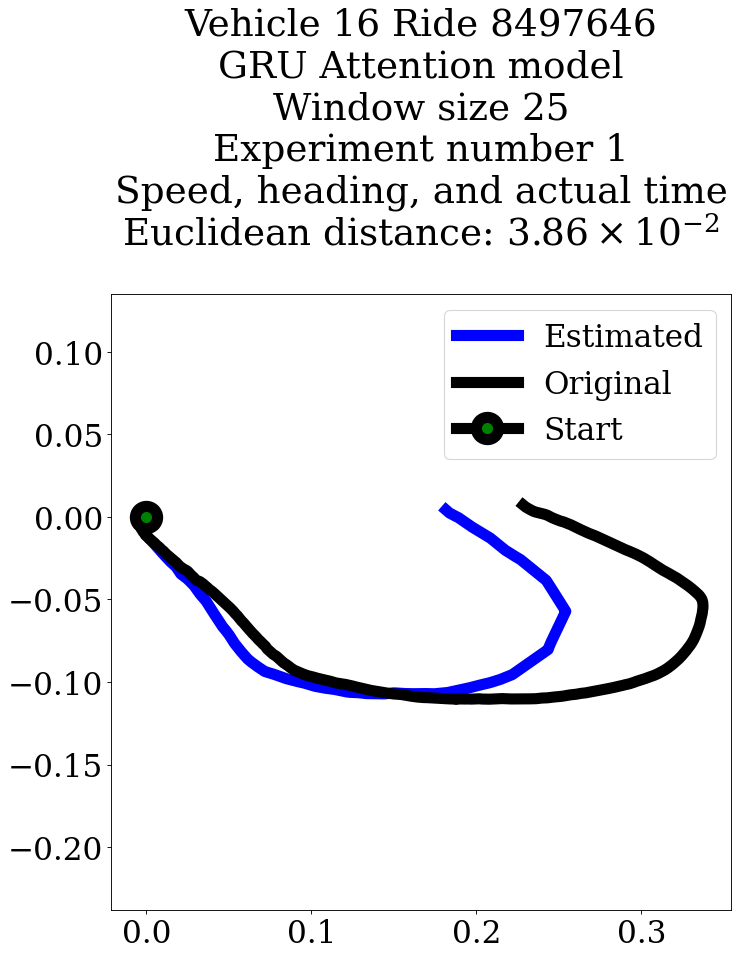 Vehicle 16 Ride 8497646
GRU Attention model
Window size 25
Experiment number 1
Speed, heading, and actual time
Euclidean distance: 3.86 × 10⁻²
Estimated
Original
Start
0.10
0.05
0.00
−0.05
−0.10
−0.15
−0.20
0.0 0.1 0.2 0.3